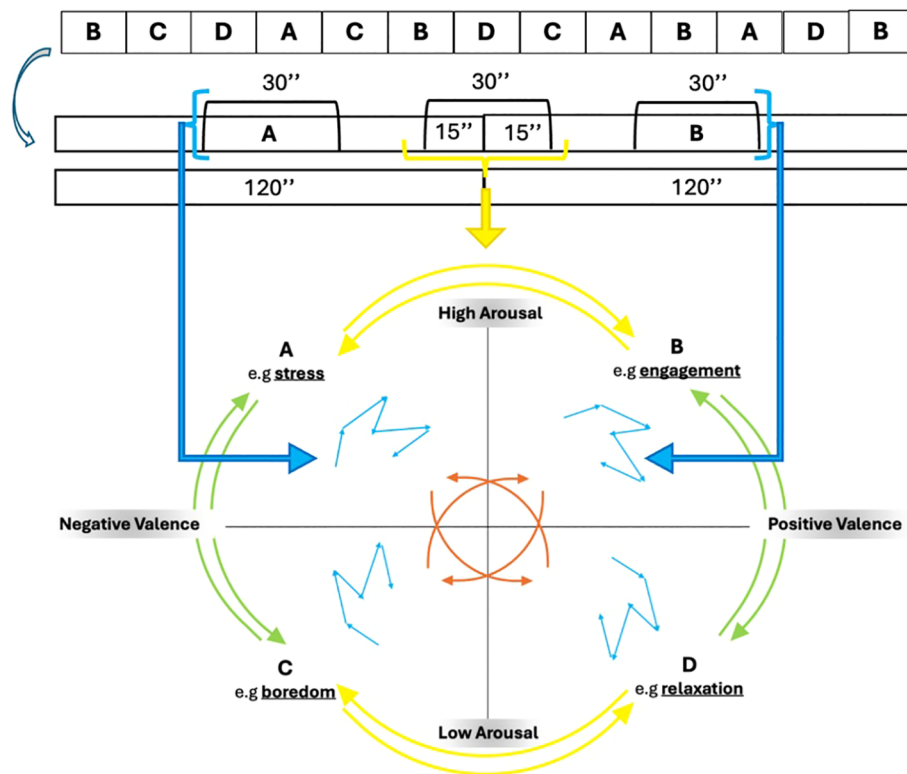 B C D A C B D C A B A D B
30’’ 30’’ 30’’
A 15’’ 15’’ B
120’’ 120’’
High Arousal
A
e.g stress
B
e.g engagement
Negative Valence
Positive Valence
C
e.g boredom
D
e.g relaxation
Low Arousal